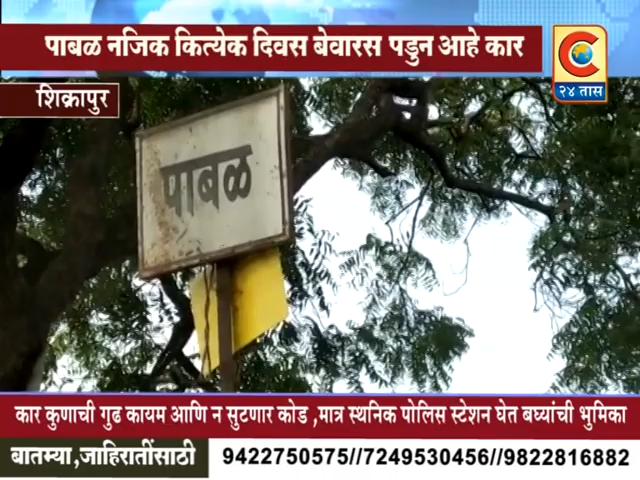 पाबळ नजिक कित्येक दिवस बेवारस पडुन आहे कार
C
२४ तास
शिक्रापुर
पाबळ
कार कुणाची गुढ कायम आणि न सुटणार कोड ,मात्र स्थनिक पोलिस स्टेशन घेत बघ्यांची भुमिका
बातम्या,जाहिरातींसाठी
9422750575//7249530456//9822816882